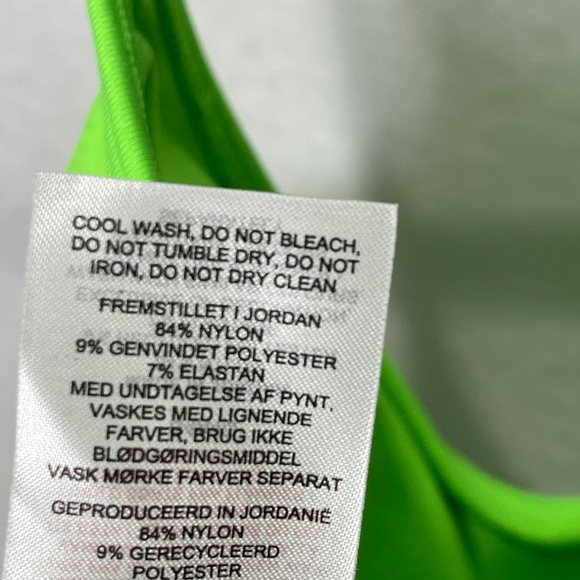 COOL WASH, DO NOT BLEACH,
DO NOT TUMBLE DRY, DO NOT
IRON, DO NOT DRY CLEAN
FREMSTILLET I JORDAN
84% NYLON
9% GENVINDET POLYESTER
7% ELASTAN
MED UNDTAGELSE AF PYNT,
VASKES MED LIGNENDE
FARVER, BRUG IKKE
BLØDGØRINGSMIDDEL
VASK MØRKE FARVER SEPARAT
GEPRODUCEERD IN JORDANIË
84% NYLON
9% GERECYCLEERD
POLYESTER